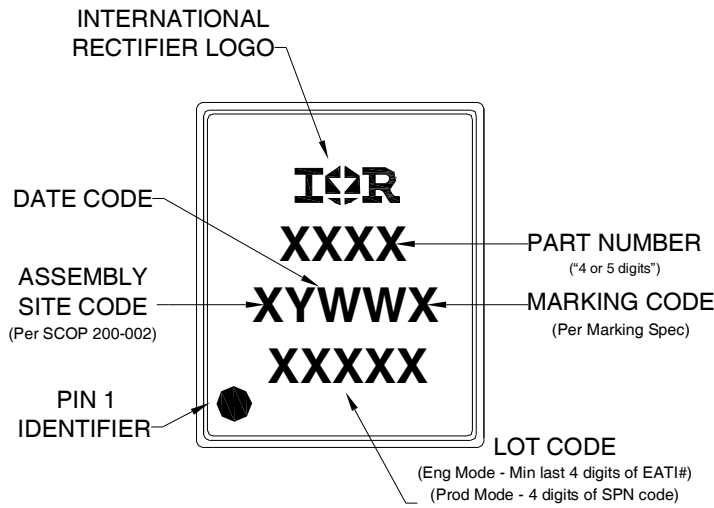 INTERNATIONAL
RECTIFIER LOGO
IOR
DATE CODE
XXXX
PART NUMBER
("4 or 5 digits")
ASSEMBLY
SITE CODE
(Per SCOP 200-002)
XYWWX
MARKING CODE
(Per Marking Spec)
XXXXX
PIN 1
IDENTIFIER
LOT CODE
(Eng Mode - Min last 4 digits of EATI#)
(Prod Mode - 4 digits of SPN code)